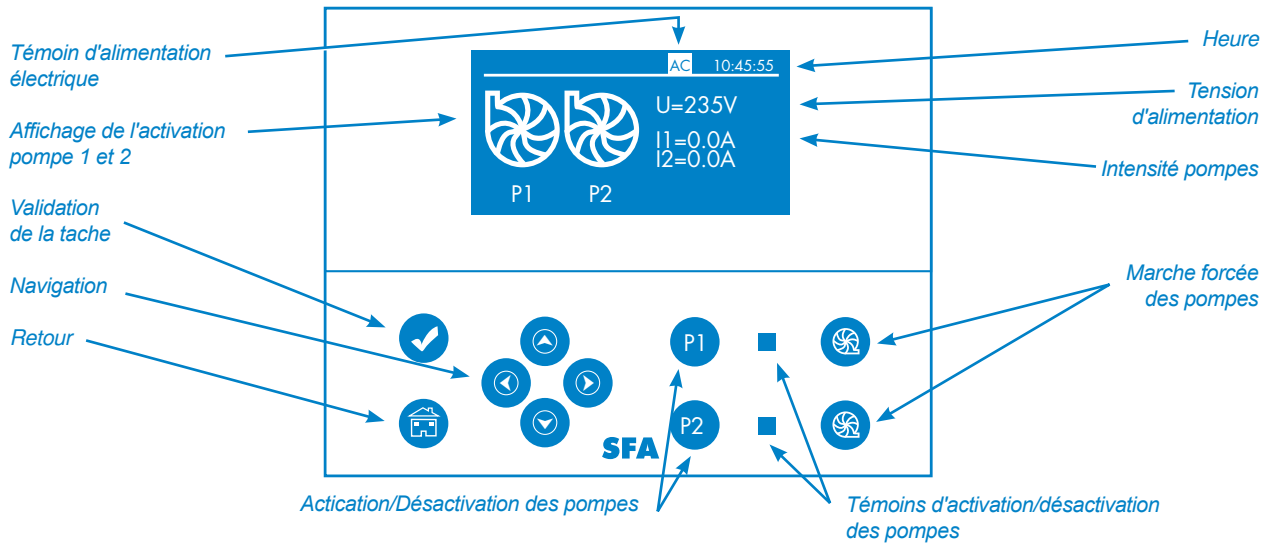 Témoin d'alimentation
électrique
Affichage de l'activation
pompe 1 et 2
Validation
de la tache
Navigation
Retour
AC 10:45:55
U=235V
I1=0.0A
I2=0.0A
P1 P2
Heure
Tension
d'alimentation
Intensité pompes
Marche forcée
des pompes
P1
P2
SFA
Actication/Désactivation des pompes
Témoins d'activation/désactivation
des pompes